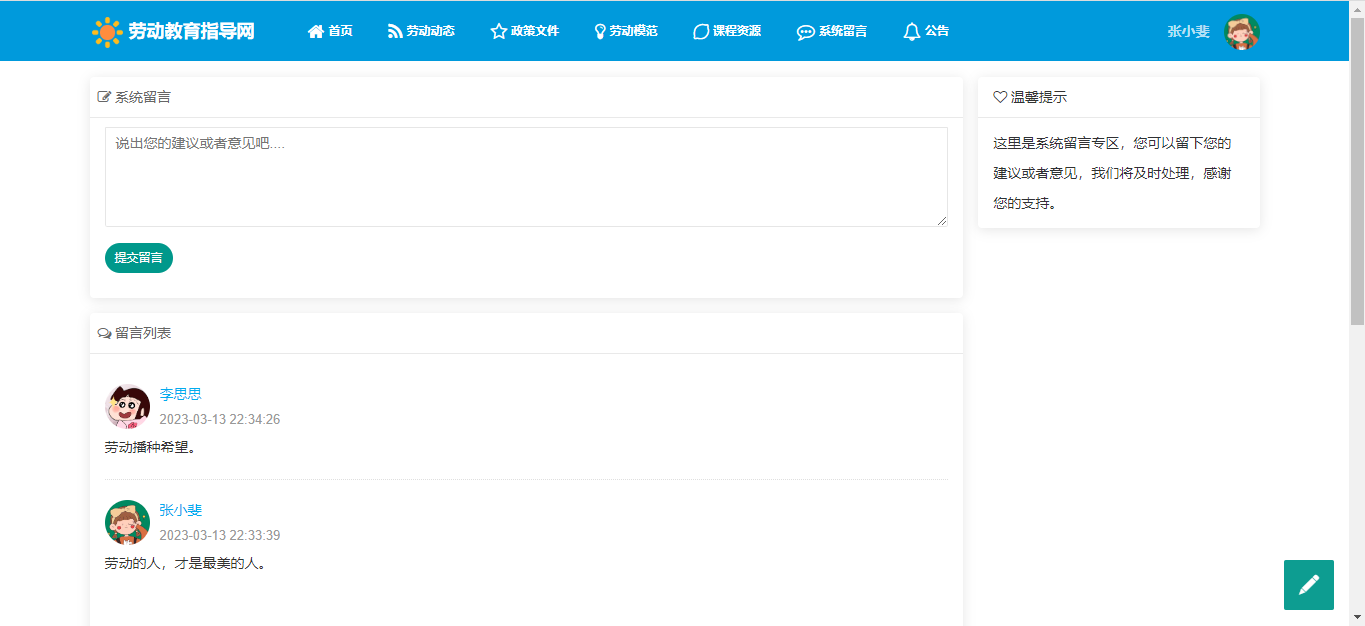 劳动教育指导网 首页 劳动动态 政策文件 劳动模范 课程资源 系统留言 公告 张小斐
系统留言
说出您的建议或者意见吧....
提交留言
温馨提示
这里是系统留言专区，您可以留下您的
建议或者意见，我们将及时处理，感谢
您的支持。
留言列表
李思思
2023-03-13 22:34:26
劳动播种希望。
张小斐
2023-03-13 22:33:39
劳动的人，才是最美的人。